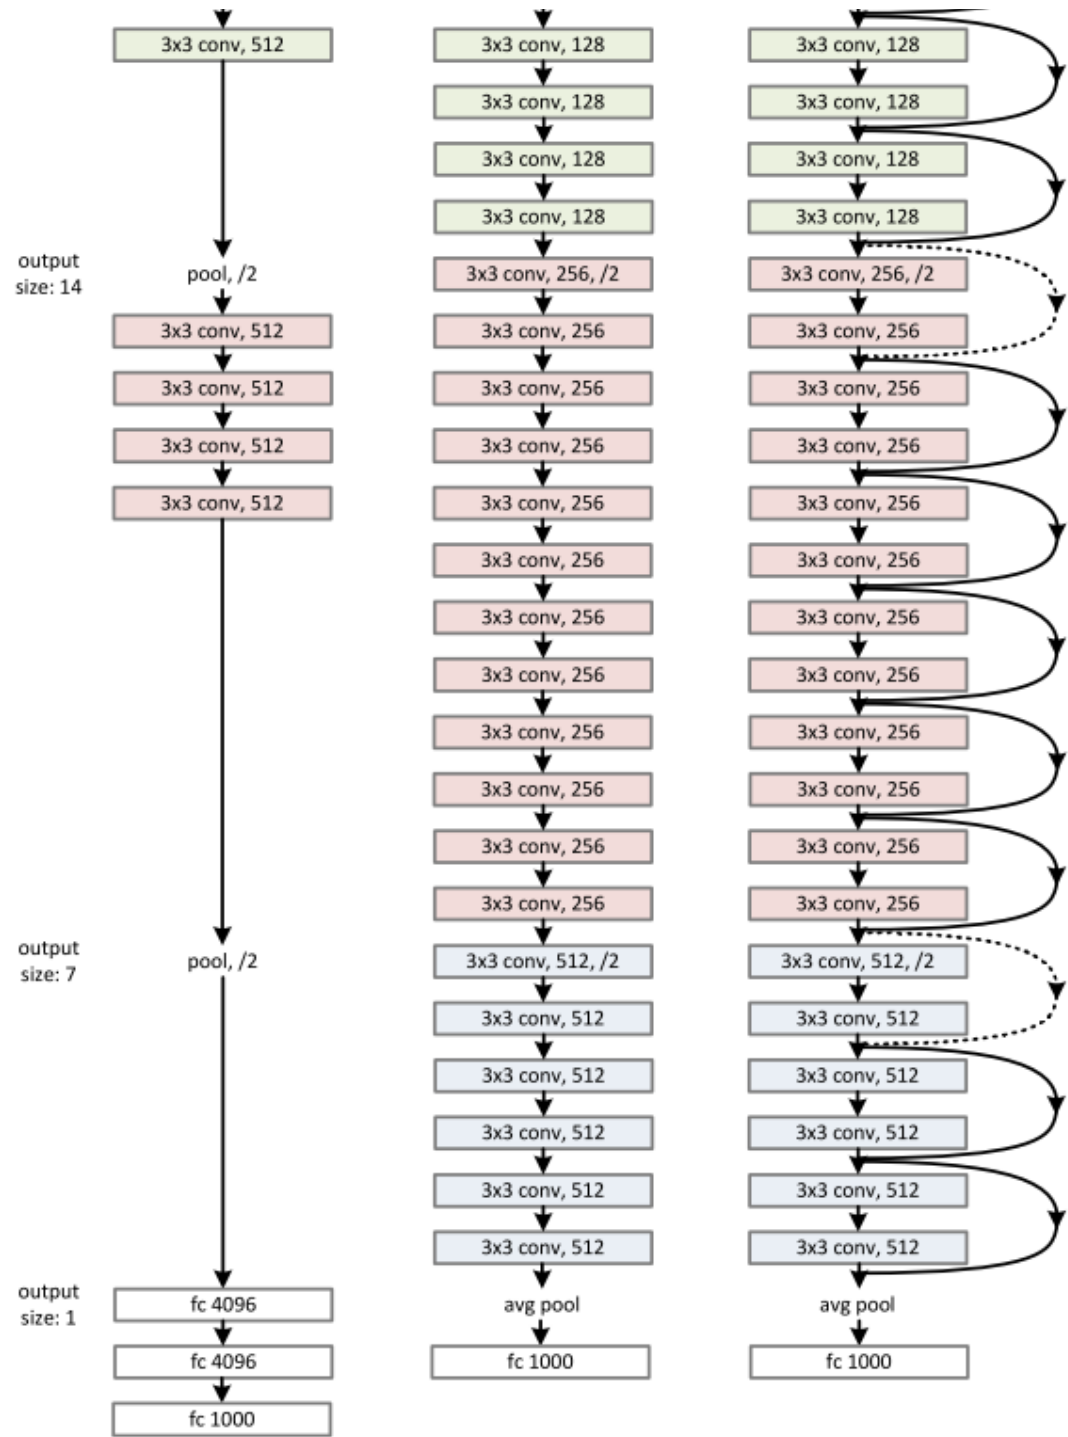 3x3 conv, 512
output
size: 14
pool, /2
3x3 conv, 512
3x3 conv, 512
3x3 conv, 512
3x3 conv, 512
output
size: 7
pool, /2
output
size: 1
fc 4096
fc 4096
fc 1000
3x3 conv, 128
3x3 conv, 128
3x3 conv, 128
3x3 conv, 128
3x3 conv, 256, /2
3x3 conv, 256
3x3 conv, 256
3x3 conv, 256
3x3 conv, 256
3x3 conv, 256
3x3 conv, 256
3x3 conv, 256
3x3 conv, 256
3x3 conv, 256
3x3 conv, 256
3x3 conv, 256
3x3 conv, 512, /2
3x3 conv, 512
3x3 conv, 512
3x3 conv, 512
3x3 conv, 512
3x3 conv, 512
avg pool
fc 1000
3x3 conv, 128
3x3 conv, 128
3x3 conv, 128
3x3 conv, 128
3x3 conv, 256, /2
3x3 conv, 256
3x3 conv, 256
3x3 conv, 256
3x3 conv, 256
3x3 conv, 256
3x3 conv, 256
3x3 conv, 256
3x3 conv, 256
3x3 conv, 256
3x3 conv, 256
3x3 conv, 256
3x3 conv, 512, /2
3x3 conv, 512
3x3 conv, 512
3x3 conv, 512
3x3 conv, 512
3x3 conv, 512
avg pool
fc 1000